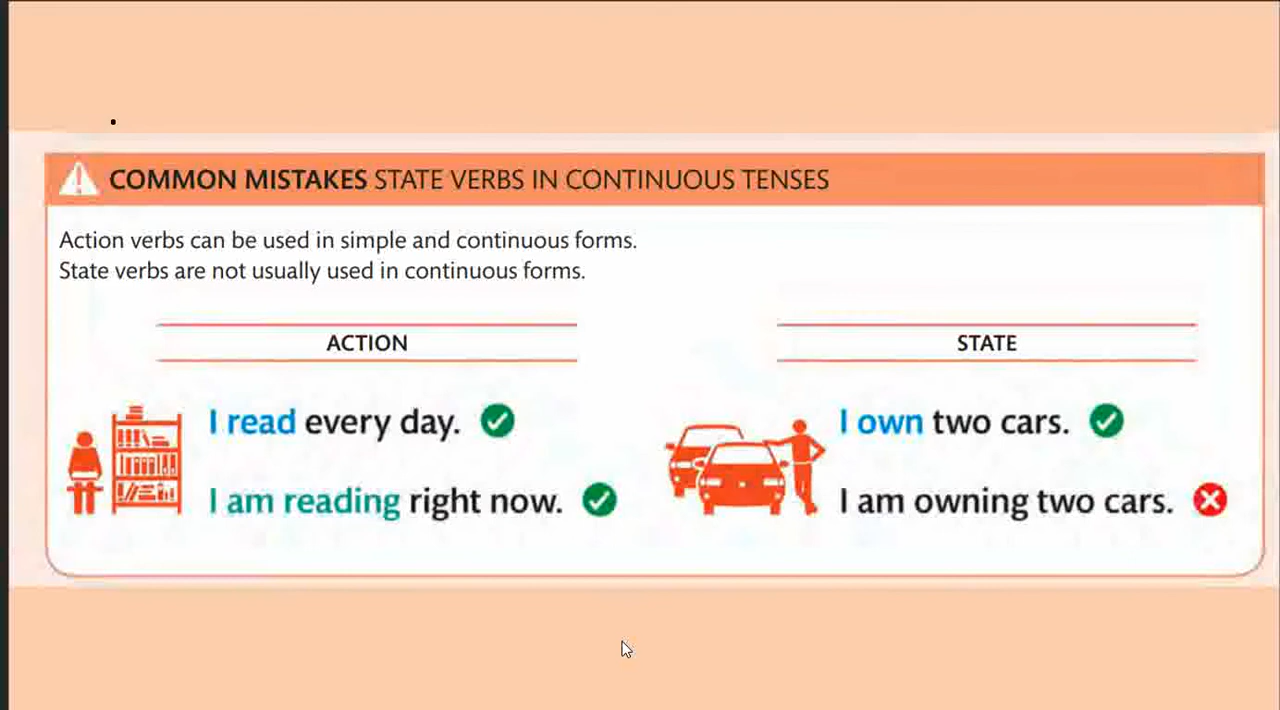 COMMON MISTAKES STATE VERBS IN CONTINUOUS TENSES
Action verbs can be used in simple and continuous forms.
State verbs are not usually used in continuous forms.
ACTION
I read every day.
I am reading right now.
STATE
I own two cars.
I am owning two cars.